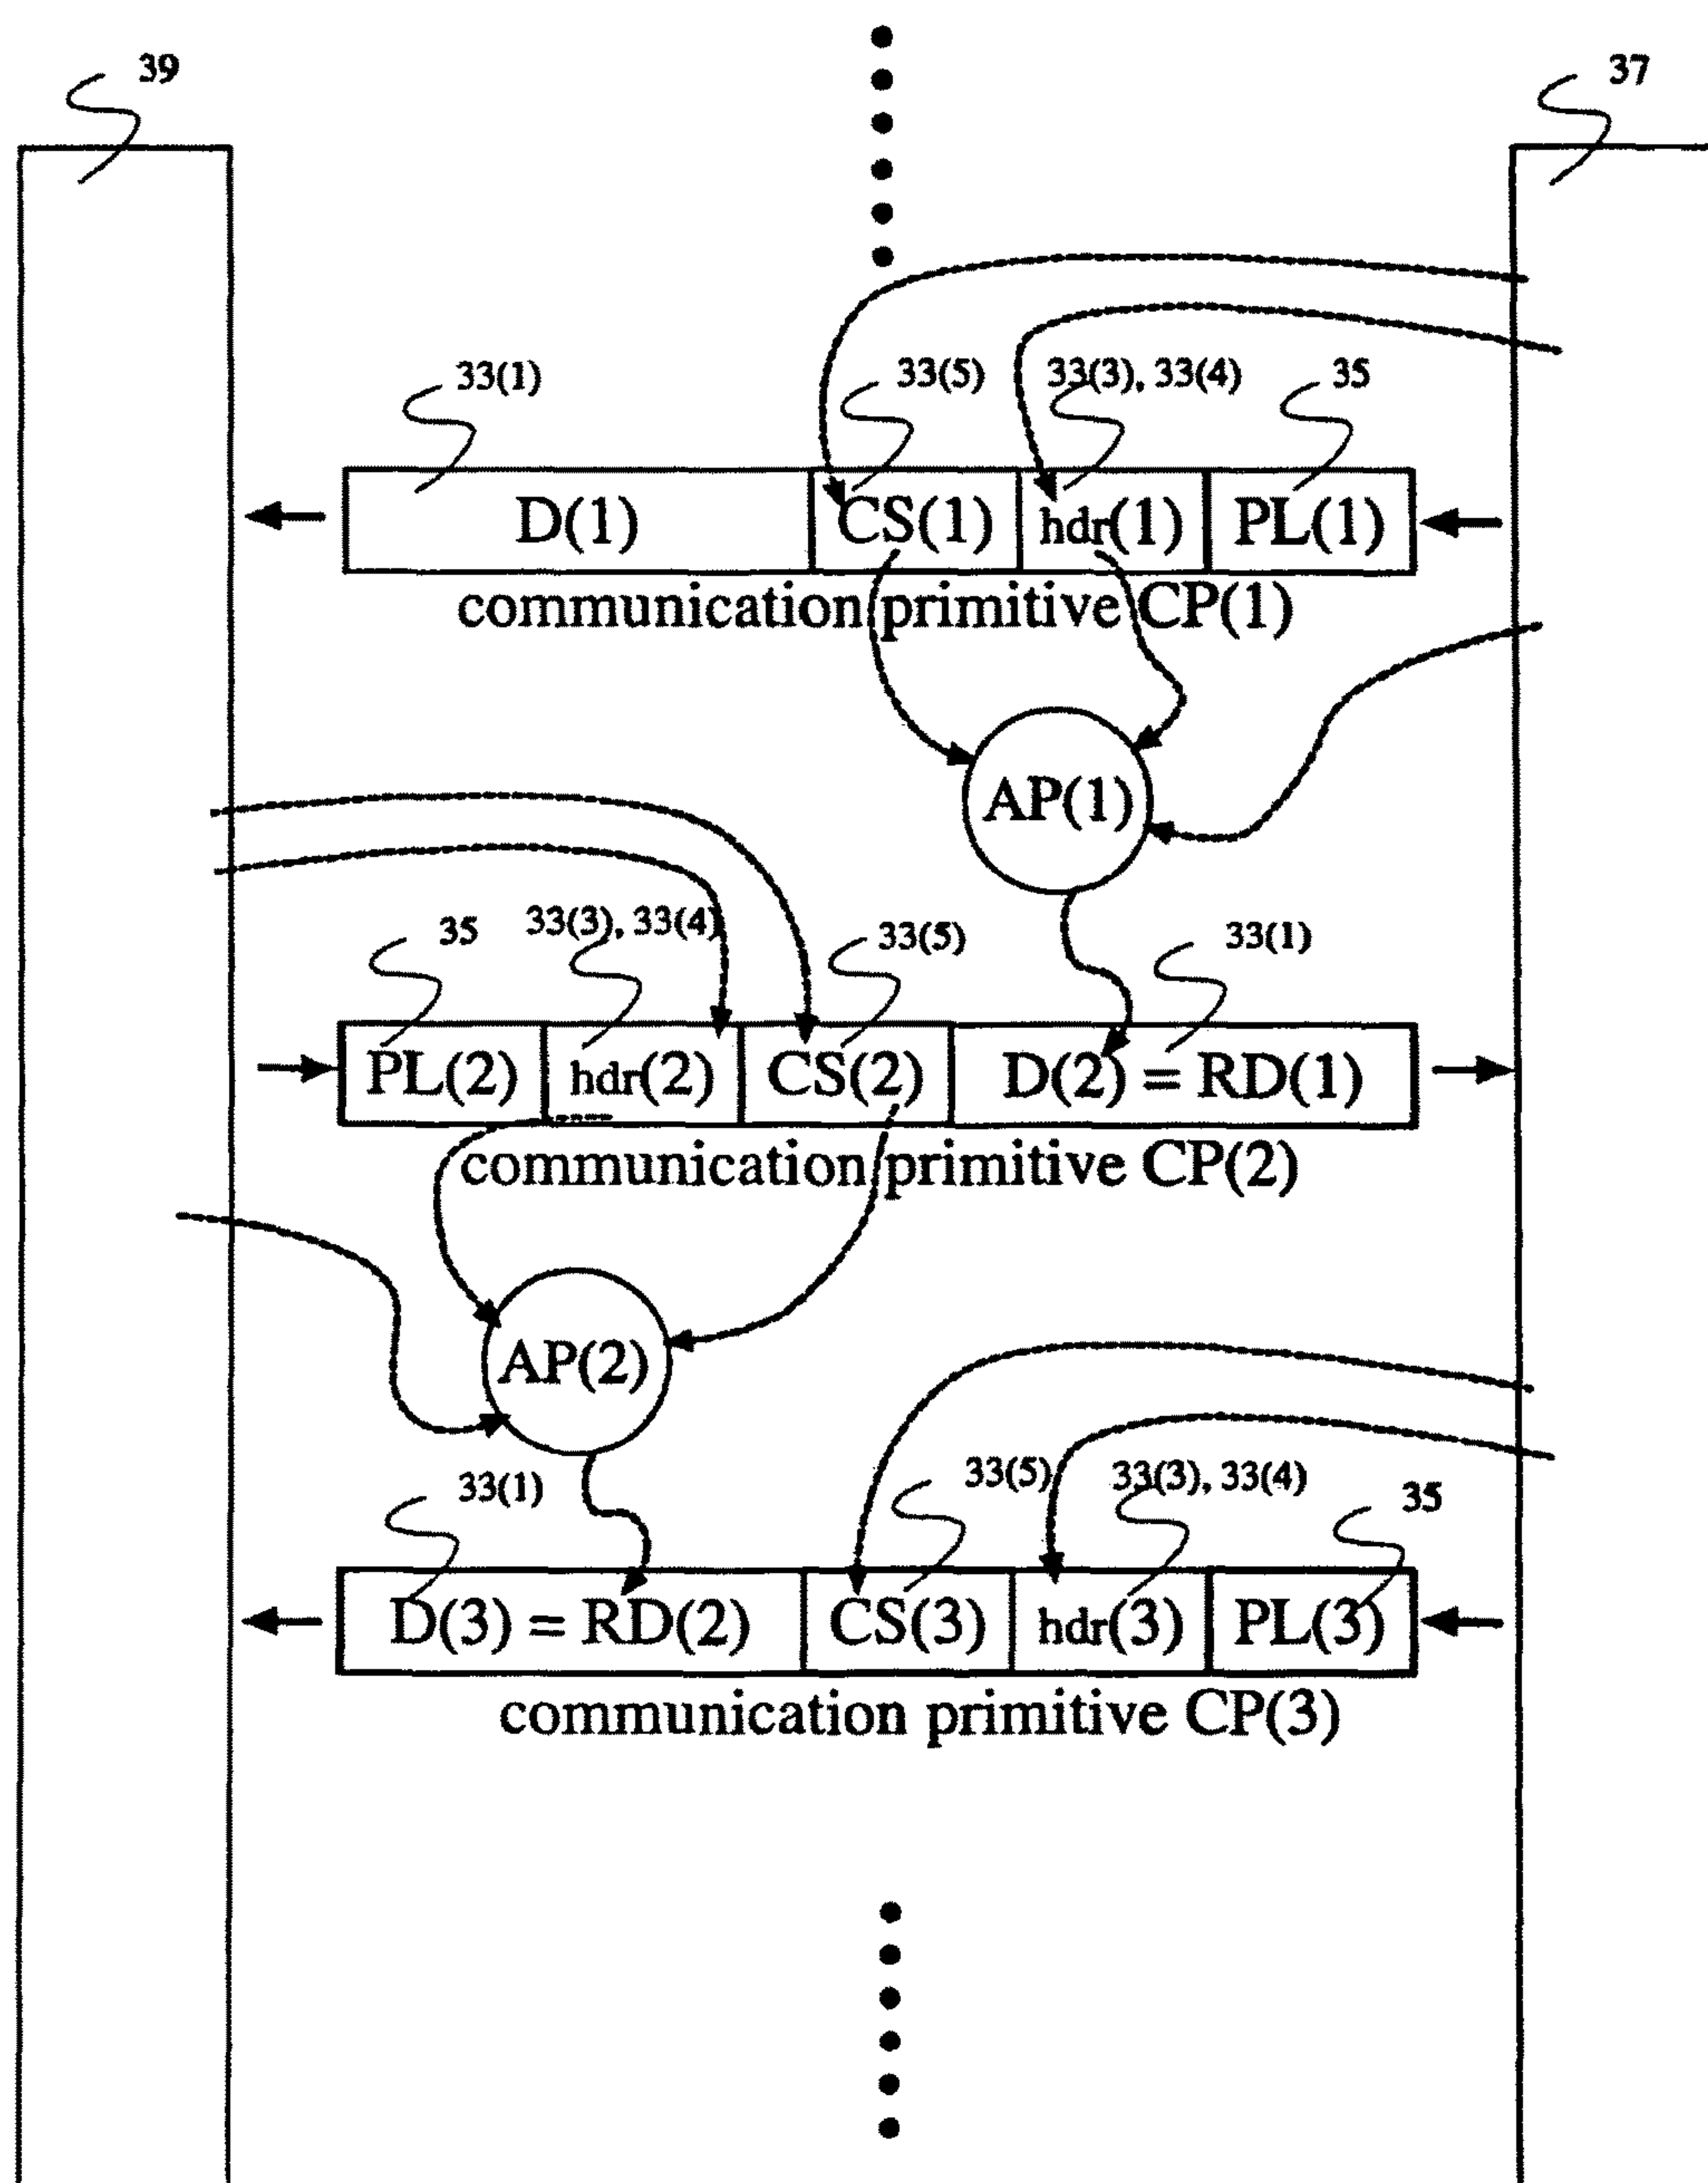 39
37
33(1)
33(5)
33(3), 33(4)
35
D(1) CS(1) hdr(1) PL(1)
communication primitive CP(1)
AP(1)
35
33(3), 33(4)
33(5)
33(1)
PL(2) hdr(2) CS(2) D(2) = RD(1)
communication primitive CP(2)
AP(2)
33(1)
33(5)
33(3), 33(4)
35
D(3) = RD(2) CS(3) hdr(3) PL(3)
communication primitive CP(3)